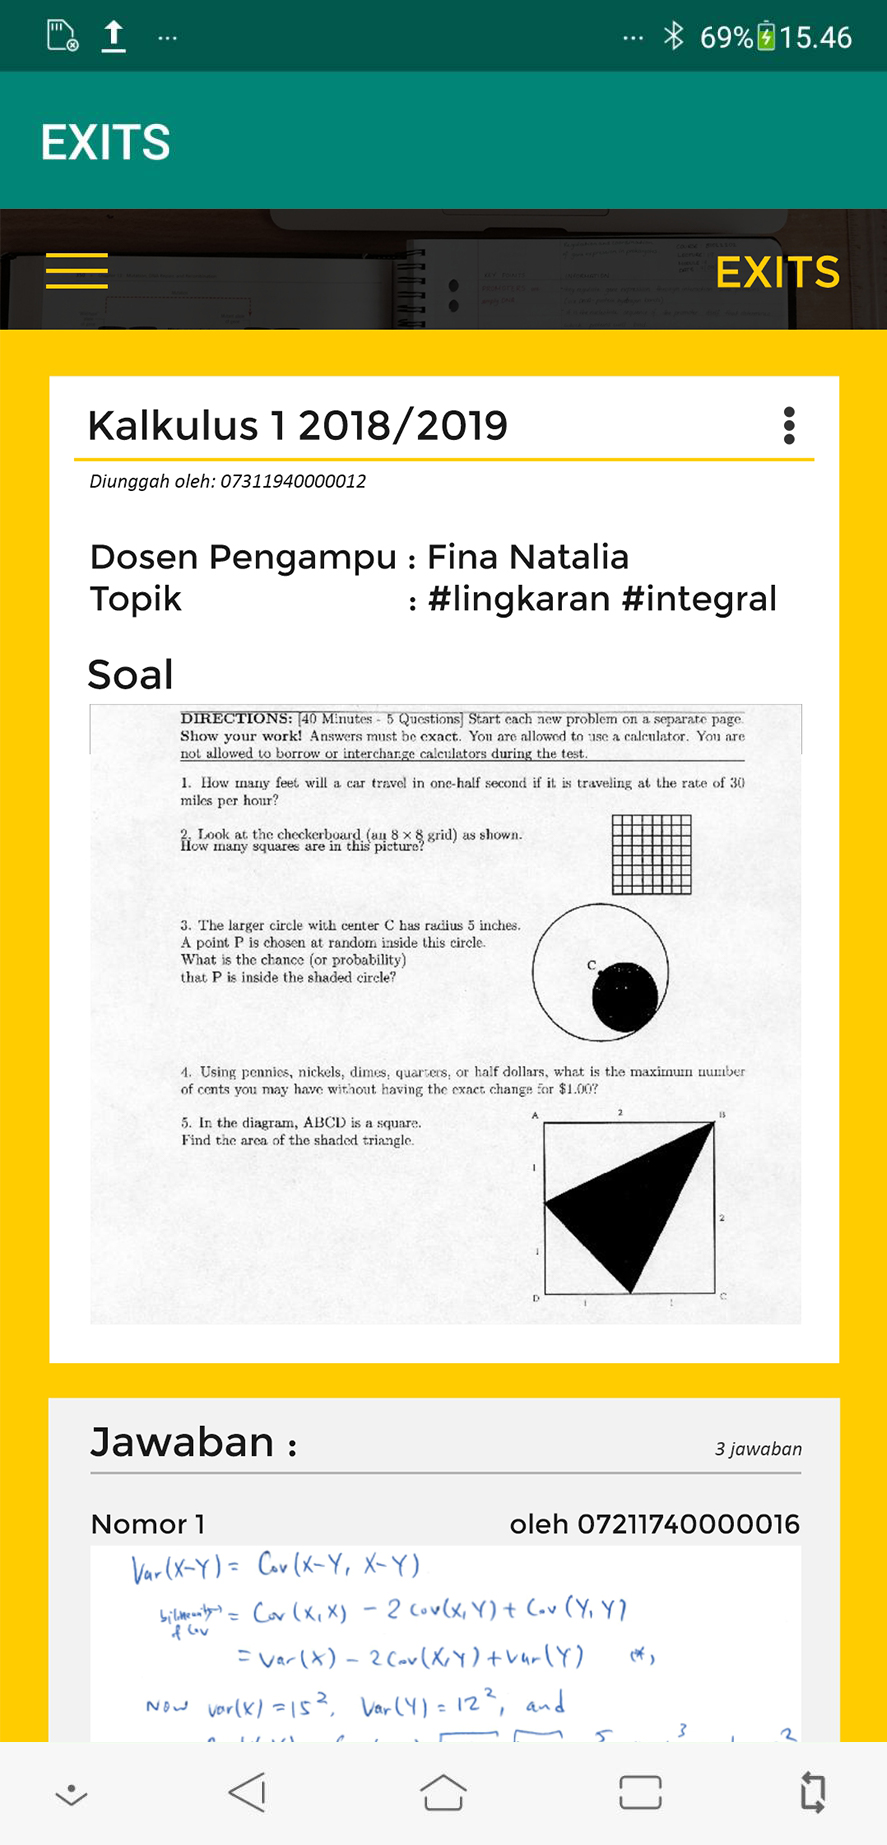 69% 15.46
EXITS
EXITS
Kalkulus 1 2018/2019
Diunggah oleh: 07311940000012
Dosen Pengampu : Fina Natalia
Topik : #lingkaran #integral
Soal
DIRECTIONS: [40 Minutes - 5 Questions] Start each new problem on a separate page.
Show your work! Answers must be exact. You are allowed to use a calculator. You are
not allowed to borrow or interchange calculators during the test.
1. How many feet will a car travel in one-half second if it is traveling at the rate of 30
miles per hour?
2. Look at the checkerboard (an 8 × 8 grid) as shown.
How many squares are in this picture?
3. The larger circle with center C has radius 5 inches.
A point P is chosen at random inside this circle.
What is the chance (or probability)
that P is inside the shaded circle?
C
4. Using pennies, nickels, dimes, quarters, or half dollars, what is the maximum number
of cents you may have without having the exact change for $1.00?
5. In the diagram, ABCD is a square.
Find the area of the shaded triangle.
A 2 B
1
2
1
D 1 1 C
Jawaban :
3 jawaban
Nomor 1
oleh 07211740000016
Var(X-Y) = Cov(X-Y, X-Y)
bilinearity of Cov = Cov(X,X) - 2 Cov(X,Y) + Cov(Y,Y)
= Var(X) - 2Cov(X,Y) + Var(Y) (*)
Now Var(X) = 15², Var(Y) = 12², and